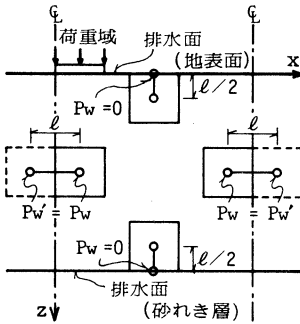 ℄ ℄
荷重域
排水面
(地表面)
x
Pw=0
ℓ/2
ℓ ℓ
Pw' = Pw Pw = Pw'
Pw=0
ℓ/2
排水面
(砂れき層)
z